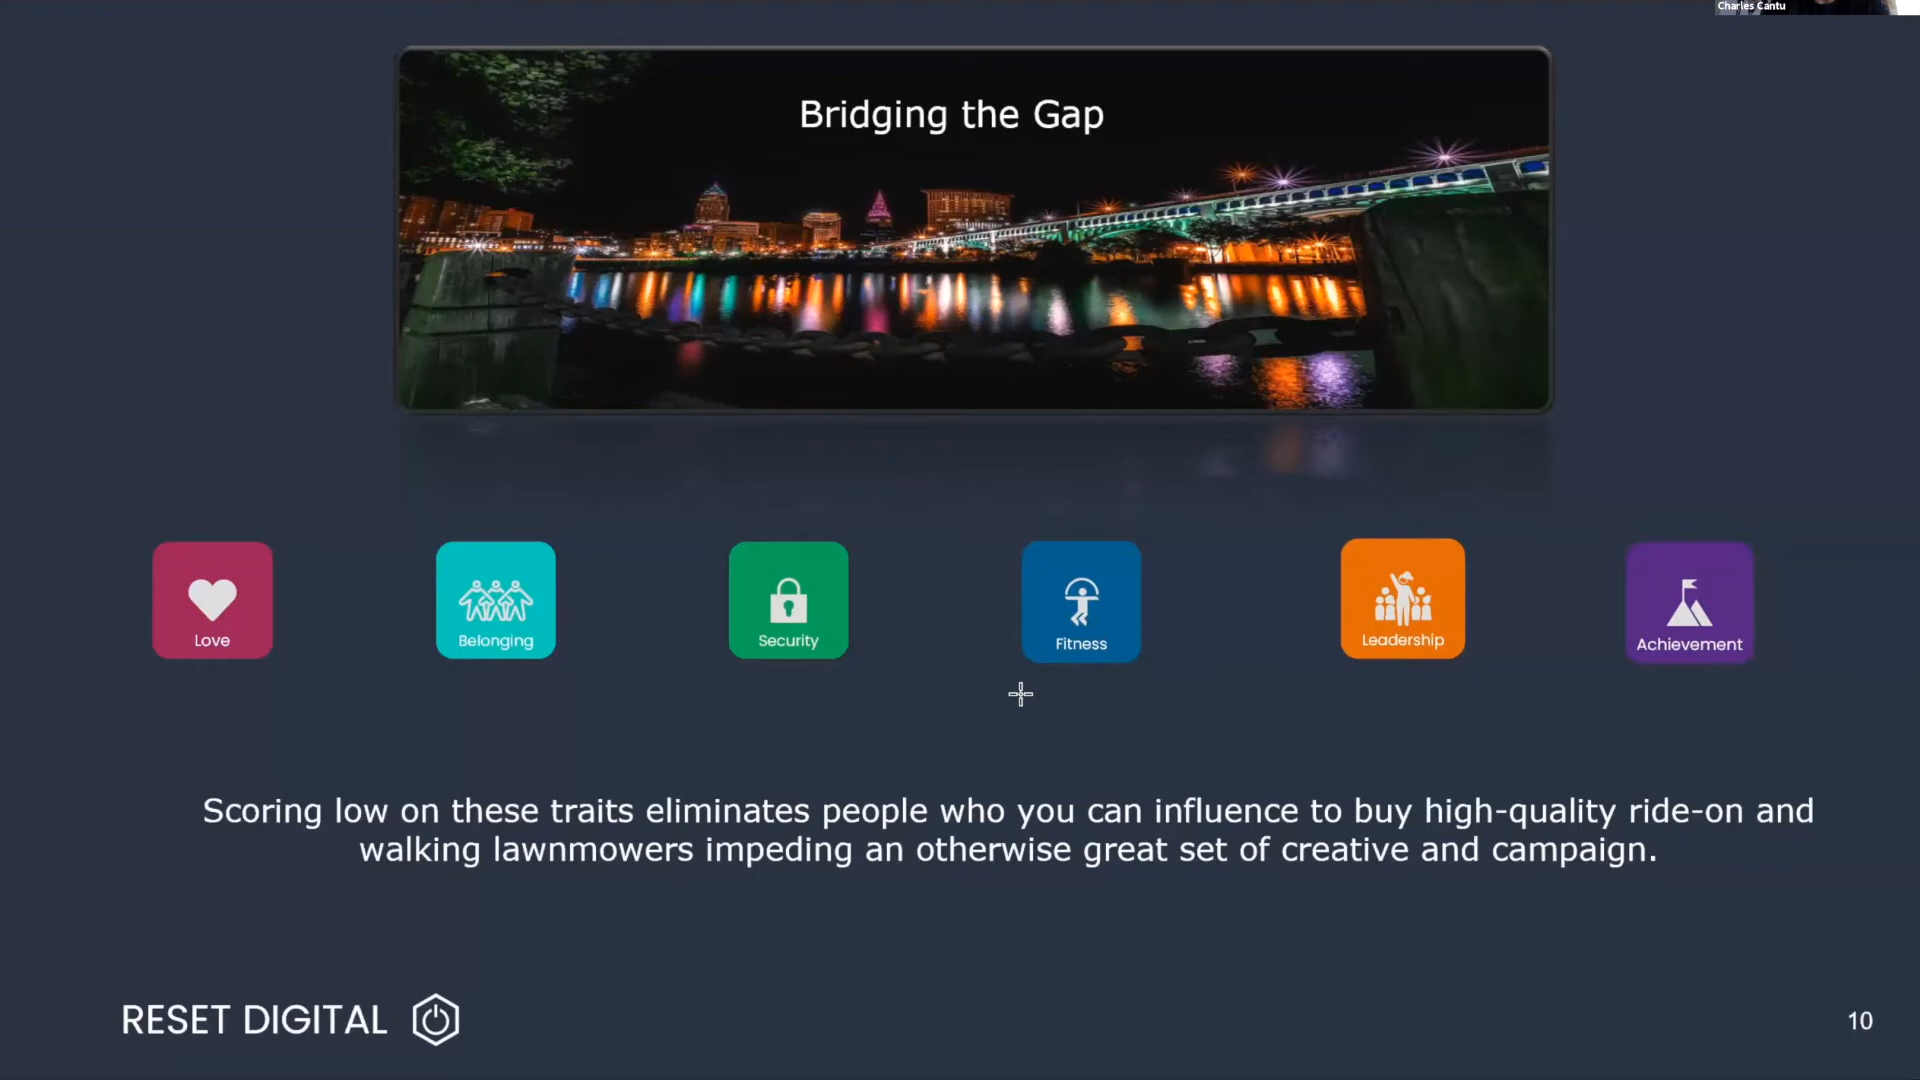 Charles Cantu
Bridging the Gap
Love
Belonging
Security
Fitness
Leadership
Achievement
Scoring low on these traits eliminates people who you can influence to buy high-quality ride-on and
walking lawnmowers impeding an otherwise great set of creative and campaign.
RESET DIGITAL
10